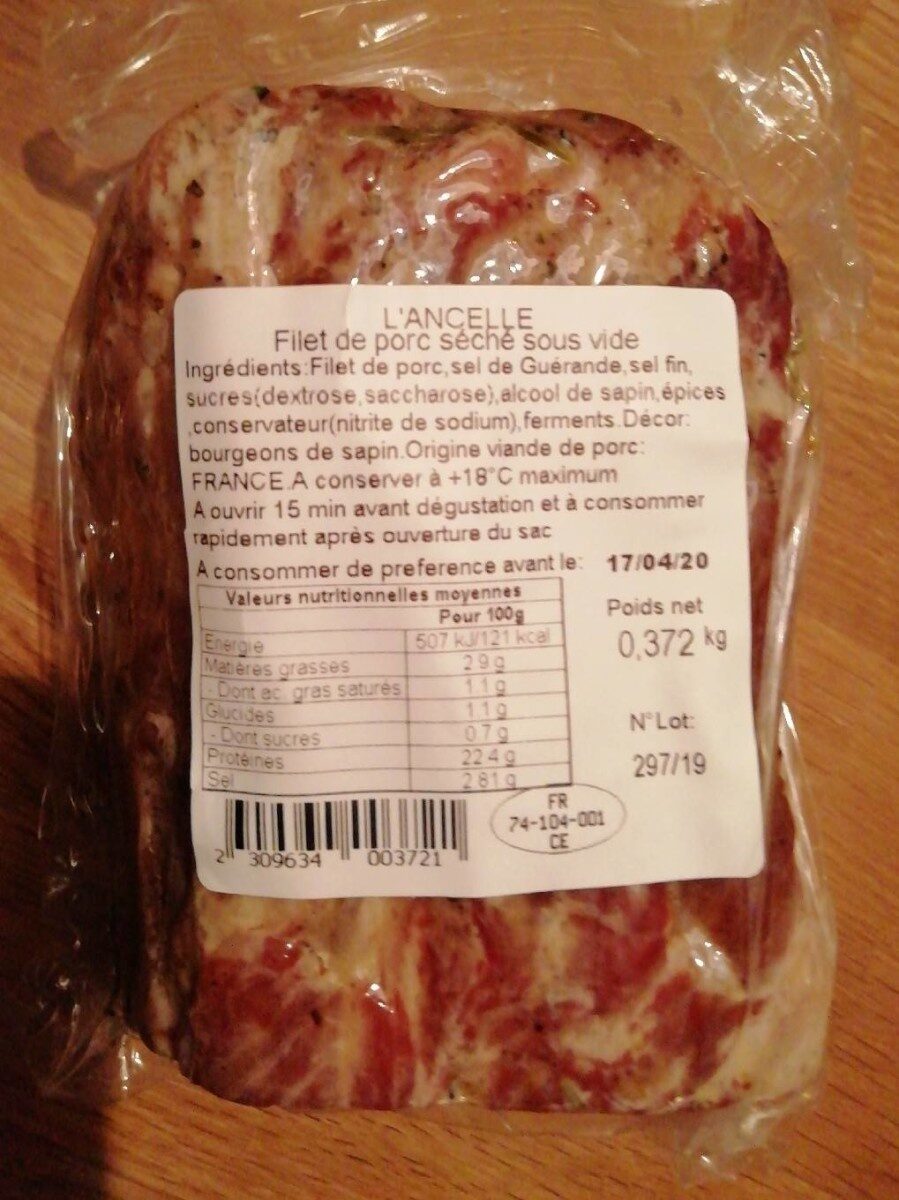 L'ANCELLE
Filet de porc séché sous vide
Ingrédients:Filet de porc,sel de Guérande,sel fin,
sucres(dextrose,saccharose),alcool de sapin,épices
,conservateur(nitrite de sodium),ferments.Décor:
bourgeons de sapin.Origine viande de porc:
FRANCE.A conserver à +18°C maximum
A ouvrir 15 min avant dégustation et à consommer
rapidement après ouverture du sac
A consommer de preference avant le: 17/04/20
Valeurs nutritionnelles moyennes
Pour 100g
Energie 507 kJ/121 kcal
Matières grasses 2.9 g
- Dont ac. gras saturés 1.1 g
Glucides 1.1 g
- Dont sucres 0.7 g
Protéines 22.4 g
Sel 2.81 g
Poids net
0,372 kg
N°Lot:
297/19
FR
74-104-001
CE
2 309634 003721